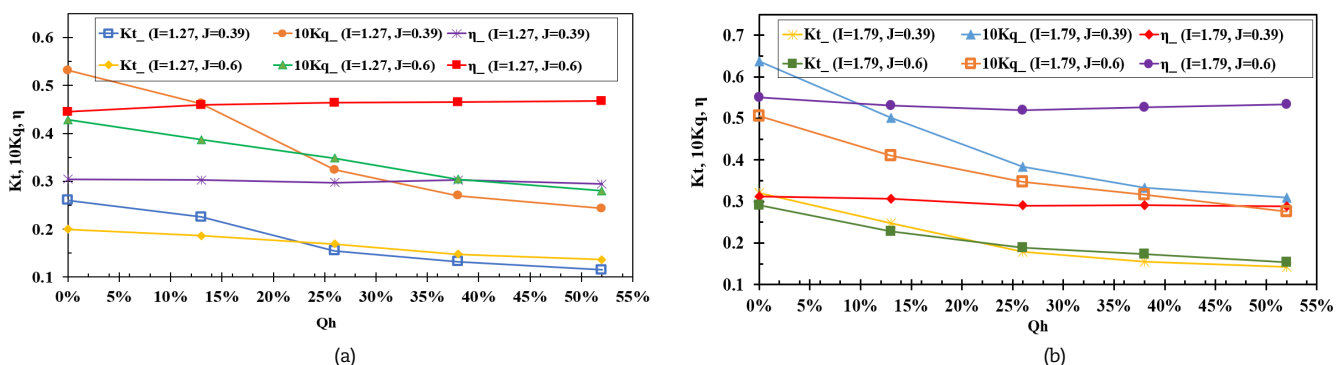 Kt_ (I=1.27, J=0.39) 10Kq_ (I=1.27, J=0.39) η_ (I=1.27, J=0.39)
Kt_ (I=1.27, J=0.6) 10Kq_ (I=1.27, J=0.6) η_ (I=1.27, J=0.6)
0.6
0.5
0.4
0.3
0.2
0.1
Kt, 10Kq, η
0% 5% 10% 15% 20% 25% 30% 35% 40% 45% 50% 55%
Qh
(a)
Kt_ (I=1.79, J=0.39) 10Kq_ (I=1.79, J=0.39) η_ (I=1.79, J=0.39)
Kt_ (I=1.79, J=0.6) 10Kq_ (I=1.79, J=0.6) η_ (I=1.79, J=0.6)
0.7
0.6
0.5
0.4
0.3
0.2
0.1
Kt, 10Kq, η
0% 5% 10% 15% 20% 25% 30% 35% 40% 45% 50% 55%
Qh
(b)